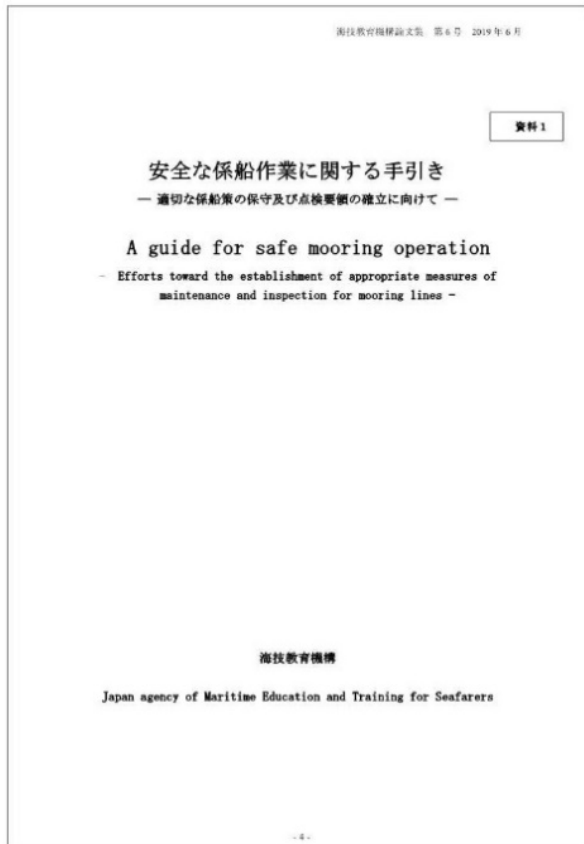 海技教育機構論文集 第6号 2019年6月
資料1
安全な係船作業に関する手引き
— 適切な係船索の保守及び点検要領の確立に向けて —
A guide for safe mooring operation
- Efforts toward the establishment of appropriate measures of
maintenance and inspection for mooring lines -
海技教育機構
Japan agency of Maritime Education and Training for Seafarers
- 4 -